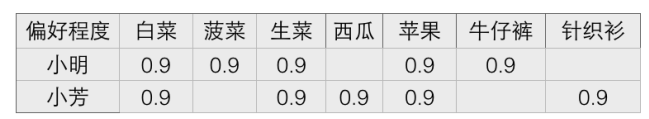 偏好程度 白菜 菠菜 生菜 西瓜 苹果 牛仔裤 针织衫
小明 0.9 0.9 0.9 0.9 0.9
小芳 0.9 0.9 0.9 0.9 0.9